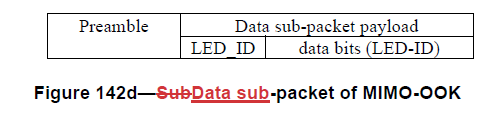 Preamble Data sub-packet payload
LED_ID data bits (LED-ID)
Figure 142d—SubData sub-packet of MIMO-OOK